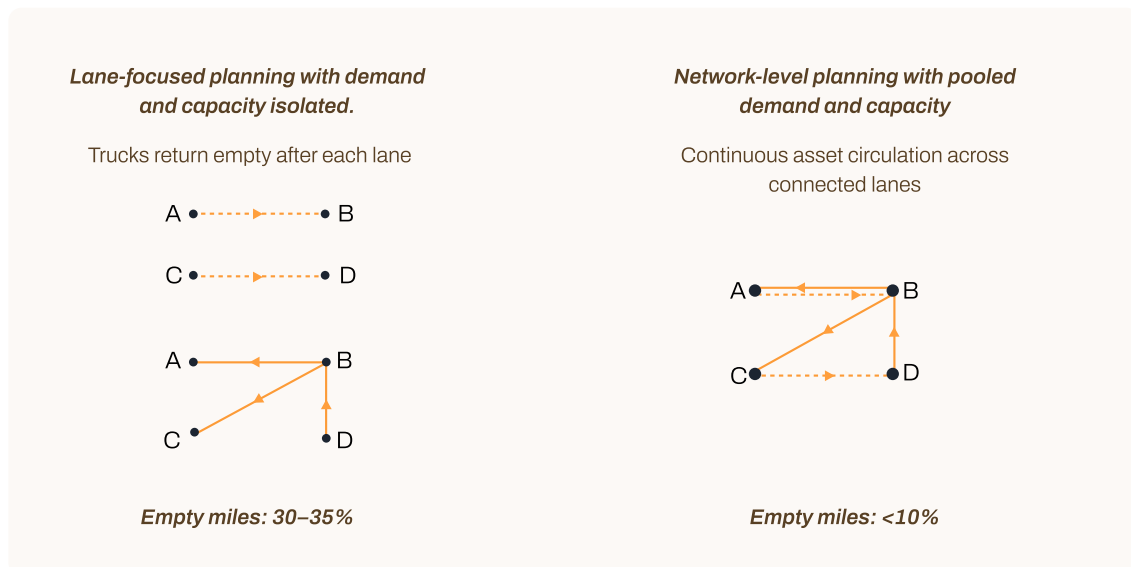 Lane-focused planning with demand
and capacity isolated.
Trucks return empty after each lane
A B
C D
A B
C D
Empty miles: 30–35%
Network-level planning with pooled
demand and capacity
Continuous asset circulation across
connected lanes
A B
C D
Empty miles: <10%